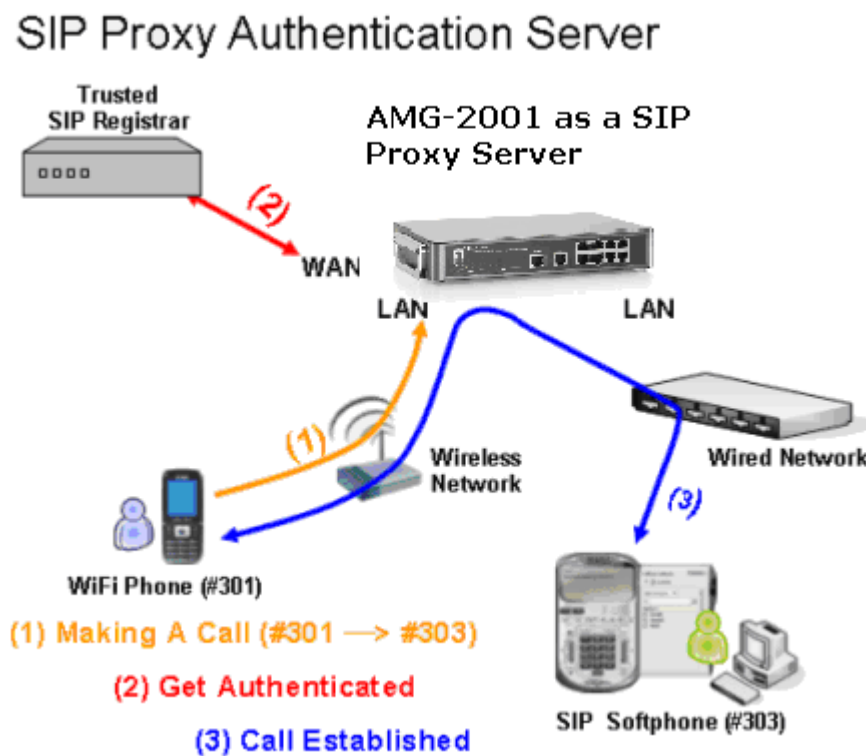 SIP Proxy Authentication Server
Trusted
SIP Registrar
AMG-2001 as a SIP
Proxy Server
(2)
WAN
LAN
LAN
(1)
Wireless
Network
Wired Network
(3)
WiFi Phone (#301)
(1) Making A Call (#301 —> #303)
(2) Get Authenticated
(3) Call Established
SIP Softphone (#303)